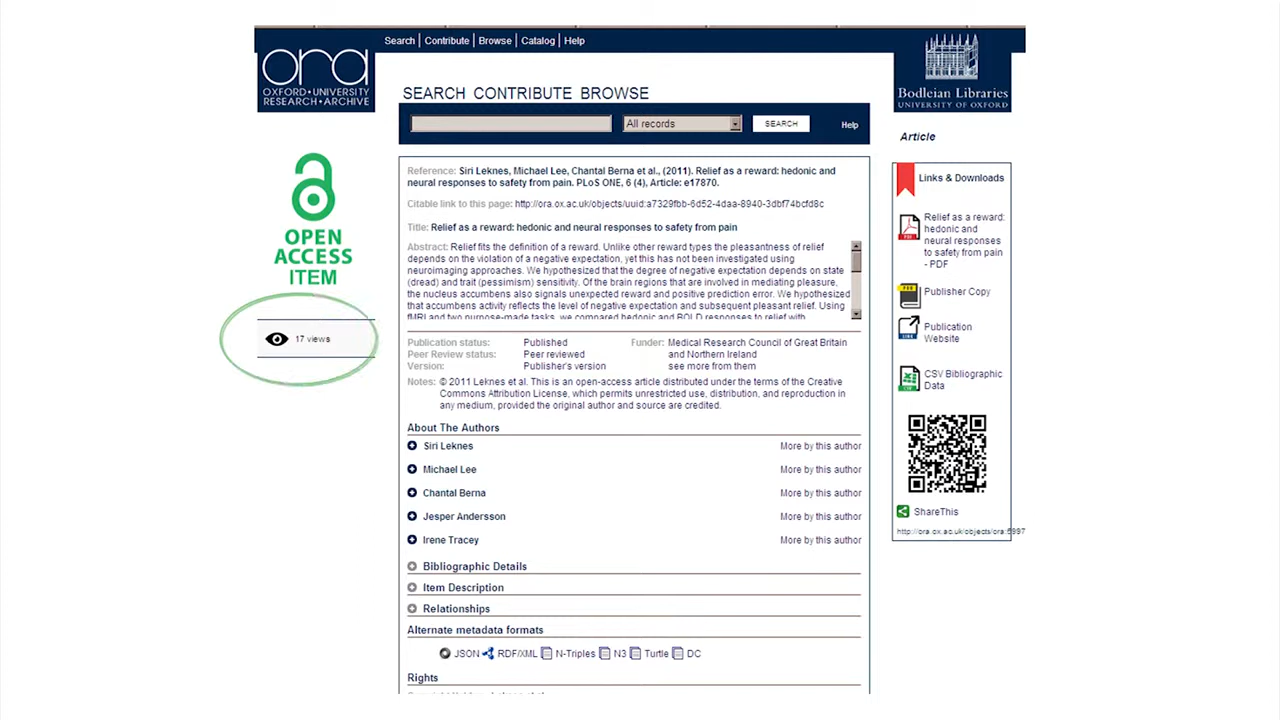 Search Contribute Browse Catalog Help
ora
OXFORD·UNIVERSITY
RESEARCH·ARCHIVE
Bodleian Libraries
UNIVERSITY OF OXFORD
SEARCH CONTRIBUTE BROWSE
All records SEARCH Help
OPEN
ACCESS
ITEM
17 views
Reference: Siri Leknes, Michael Lee, Chantal Berna et al., (2011). Relief as a reward: hedonic and
neural responses to safety from pain. PLoS ONE, 6 (4), Article: e17870.
Citable link to this page: http://ora.ox.ac.uk/objects/uuid:a7329fbb-6d52-4daa-8940-3dbf74bcfd8c
Title: Relief as a reward: hedonic and neural responses to safety from pain
Abstract: Relief fits the definition of a reward. Unlike other reward types the pleasantness of relief
depends on the violation of a negative expectation, yet this has not been investigated using
neuroimaging approaches. We hypothesized that the degree of negative expectation depends on state
(dread) and trait (pessimism) sensitivity. Of the brain regions that are involved in mediating pleasure,
the nucleus accumbens also signals unexpected reward and positive prediction error. We hypothesized
that accumbens activity reflects the level of negative expectation and subsequent pleasant relief. Using
fMRI and two purpose-made tasks, we compared hedonic and BOLD responses to relief with
Publication status: Published
Peer Review status: Peer reviewed
Version: Publisher's version
Funder: Medical Research Council of Great Britain
and Northern Ireland
see more from them
Notes: © 2011 Leknes et al. This is an open-access article distributed under the terms of the Creative
Commons Attribution License, which permits unrestricted use, distribution, and reproduction in
any medium, provided the original author and source are credited.
About The Authors
Siri Leknes More by this author
Michael Lee More by this author
Chantal Berna More by this author
Jesper Andersson More by this author
Irene Tracey More by this author
Bibliographic Details
Item Description
Relationships
Alternate metadata formats
JSON RDF/XML N-Triples N3 Turtle DC
Rights
Article
Links & Downloads
Relief as a reward:
hedonic and
neural responses
to safety from pain
- PDF
Publisher Copy
Publication
Website
CSV Bibliographic
Data
ShareThis
http://ora.ox.ac.uk/objects/ora:5997